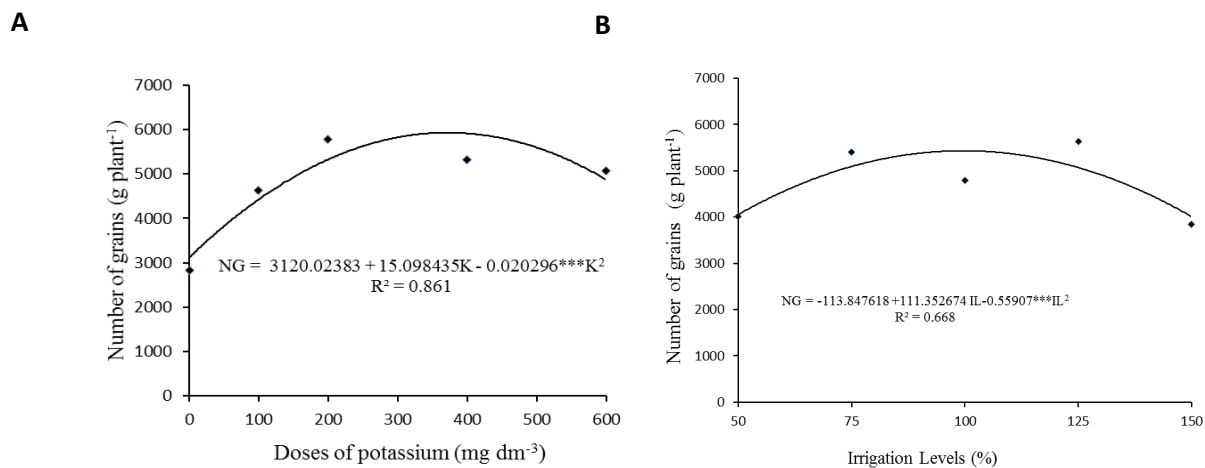 A
B
Number of grains (g plant⁻¹)
7000
6000
5000
4000
3000
2000
1000
0
NG = 3120.02383 + 15.098435K - 0.020296***K²
R² = 0.861
0 100 200 300 400 500 600
Doses of potassium (mg dm⁻³)
Number of grains (g plant⁻¹)
7000
6000
5000
4000
3000
2000
1000
0
NG = -113.847618 +111.352674 IL-0.55907***IL²
R² = 0.668
50 75 100 125 150
Irrigation Levels (%)